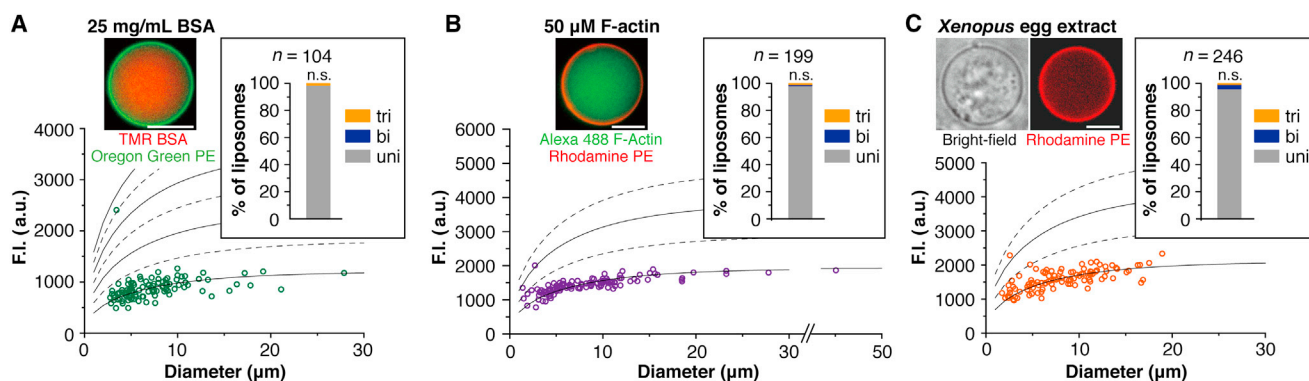 A
25 mg/mL BSA
TMR BSA
Oregon Green PE
n = 104
n.s.
100
80
60
40
20
0
% of liposomes
tri
bi
uni
4000
3000
2000
1000
0
F.I. (a.u.)
0
10
20
30
Diameter (µm)
B
50 µM F-actin
Alexa 488 F-Actin
Rhodamine PE
n = 199
n.s.
100
80
60
40
20
0
% of liposomes
tri
bi
uni
6000
5000
4000
3000
2000
1000
0
F.I. (a.u.)
0
10
20
30
50
Diameter (µm)
C
Xenopus egg extract
Bright-field
Rhodamine PE
n = 246
n.s.
100
80
60
40
20
0
% of liposomes
tri
bi
uni
5000
4000
3000
2000
1000
0
F.I. (a.u.)
0
10
20
30
Diameter (µm)